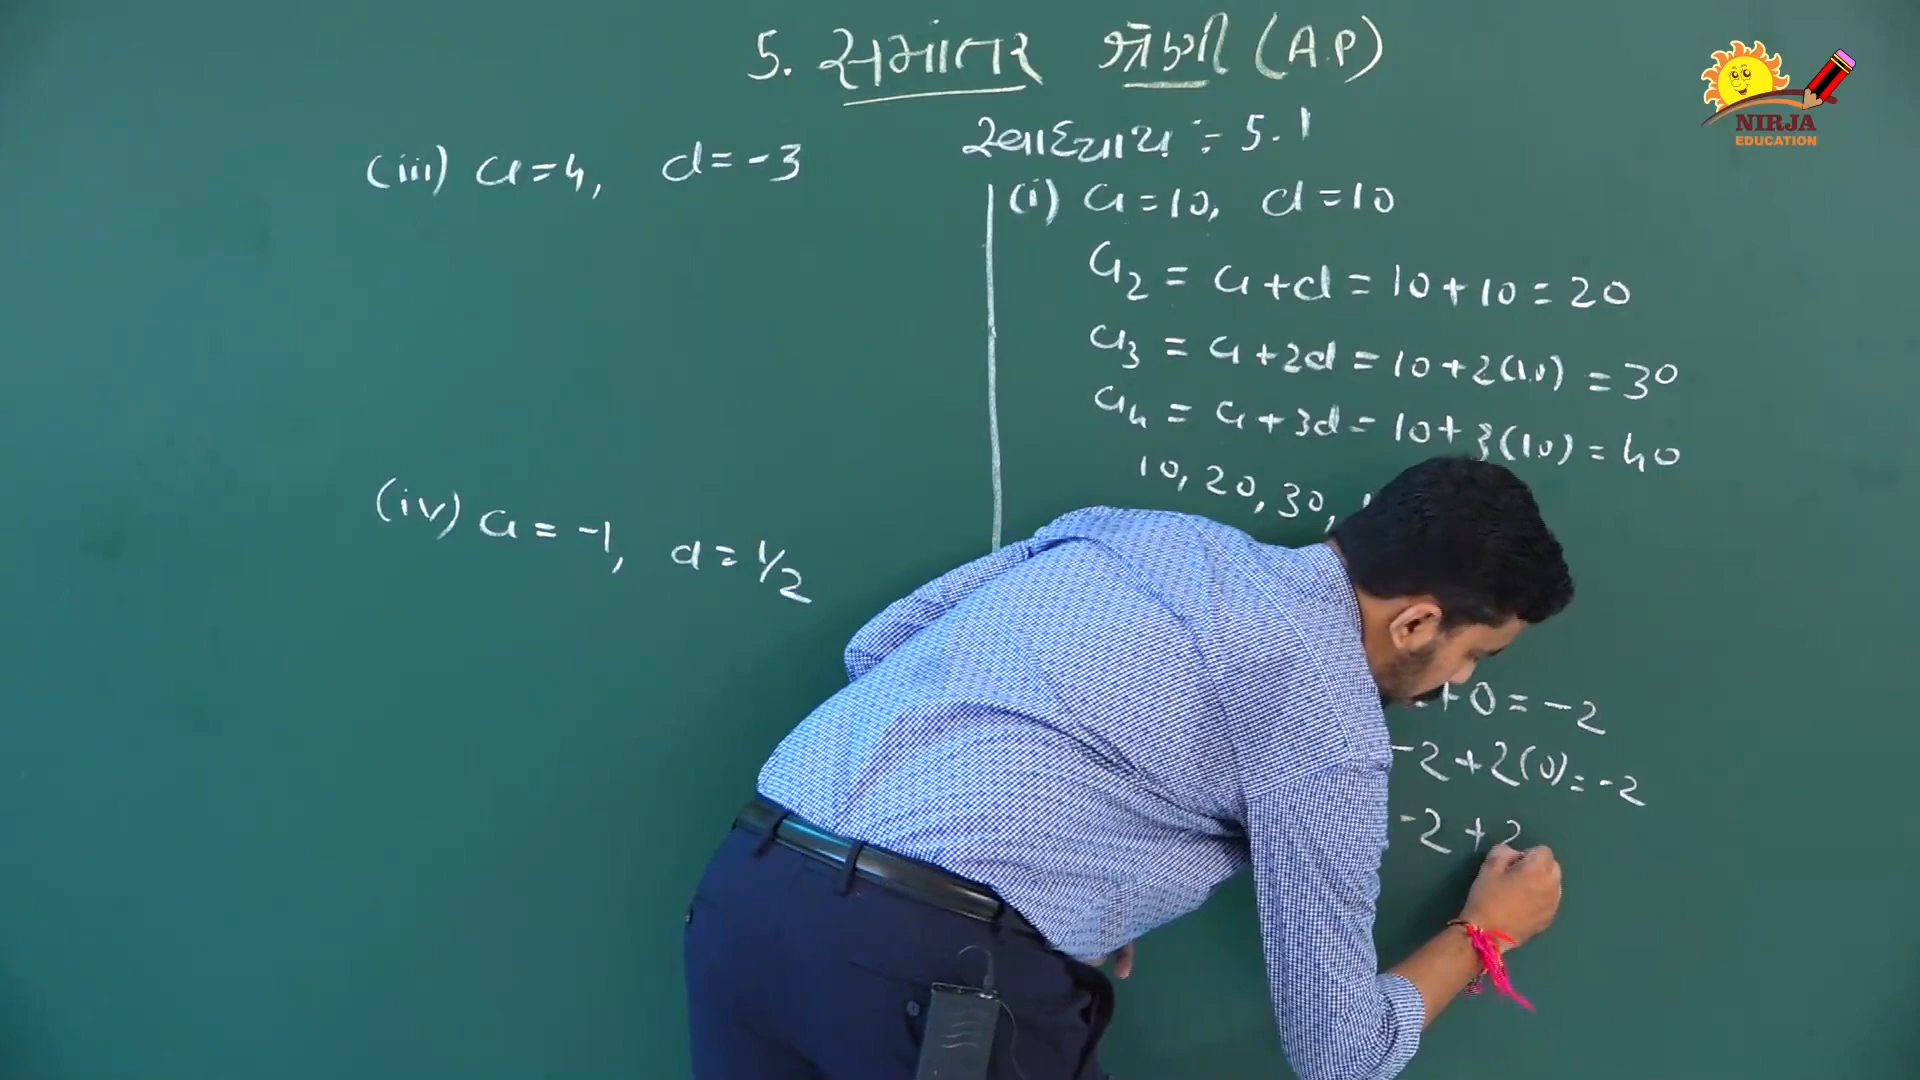 5. સમાંતર શ્રેણી (A.P)
સ્વાધ્યાય :- 5.1
(iii) a = 4, d = -3
(iv) a = -1, d = 1/2
(i) a = 10, d = 10
a2 = a + d = 10 + 10 = 20
a3 = a + 2d = 10 + 2(10) = 30
a4 = a + 3d = 10 + 3(10) = 40
10, 20, 30,
+ 0 = -2
-2 + 2(0) = -2
-2 + 2
NIRJA
EDUCATION